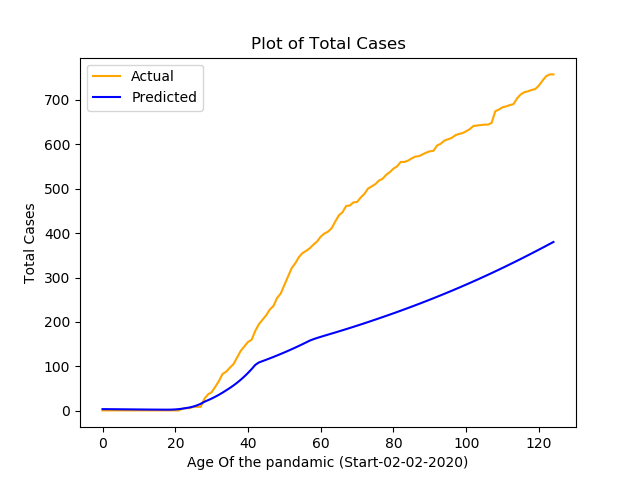 Plot of Total Cases
Actual
Predicted
700
600
500
400
300
200
100
0
Total Cases
0 20 40 60 80 100 120
Age Of the pandamic (Start-02-02-2020)